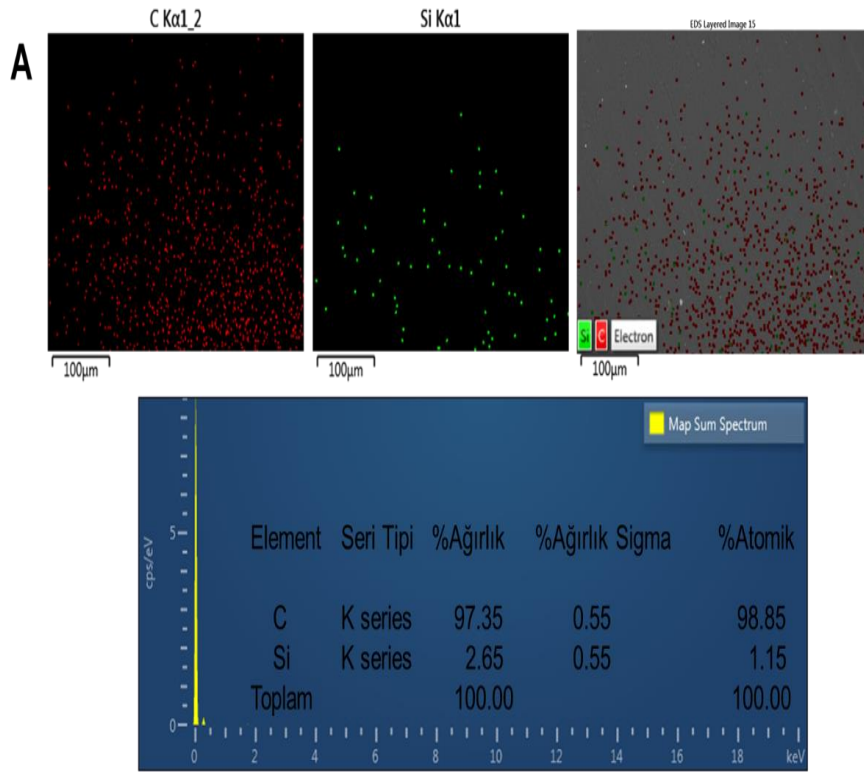 A
C Kα1_2
Si Kα1
EDS Layered Image 15
Si C Electron
100μm
100μm
100μm
Map Sum Spectrum
cps/eV
5
0
Element Seri Tipi %Ağırlık %Ağırlık Sigma %Atomik
C K series 97.35 0.55 98.85
Si K series 2.65 0.55 1.15
Toplam 100.00 100.00
0 2 4 6 8 10 12 14 16 18 keV